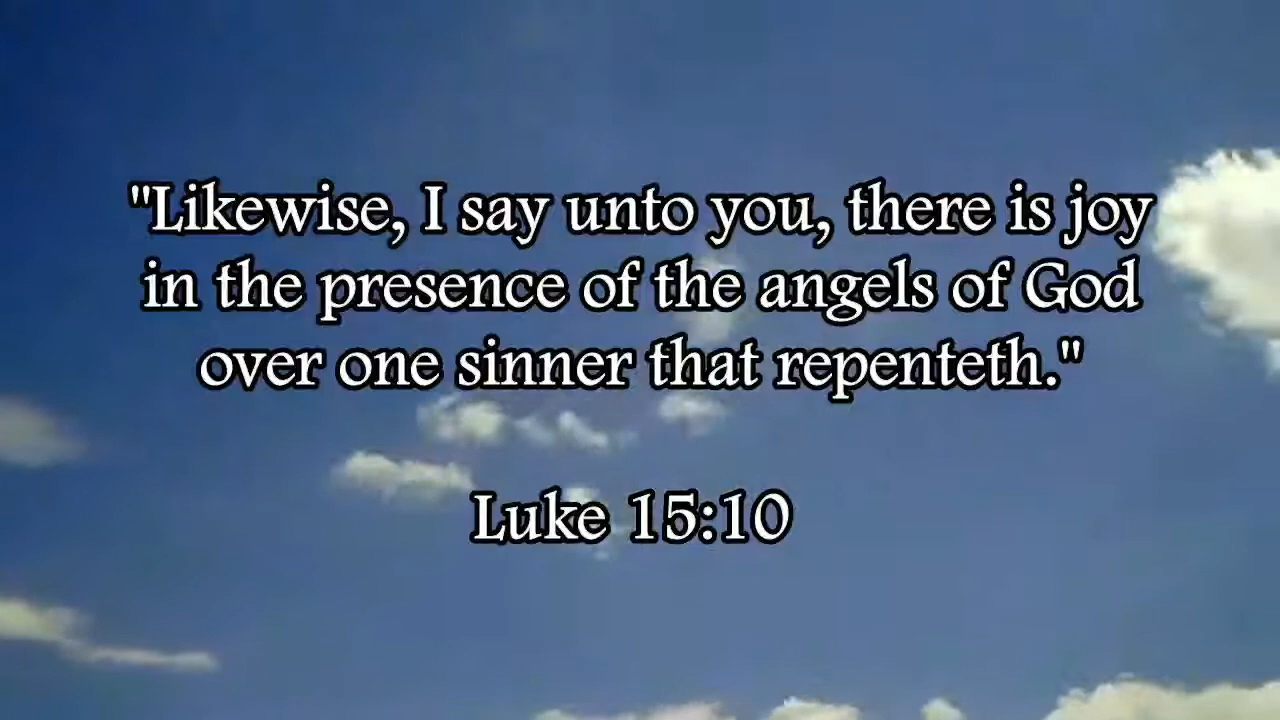 "Likewise, I say unto you, there is joy
in the presence of the angels of God
over one sinner that repenteth."
Luke 15:10